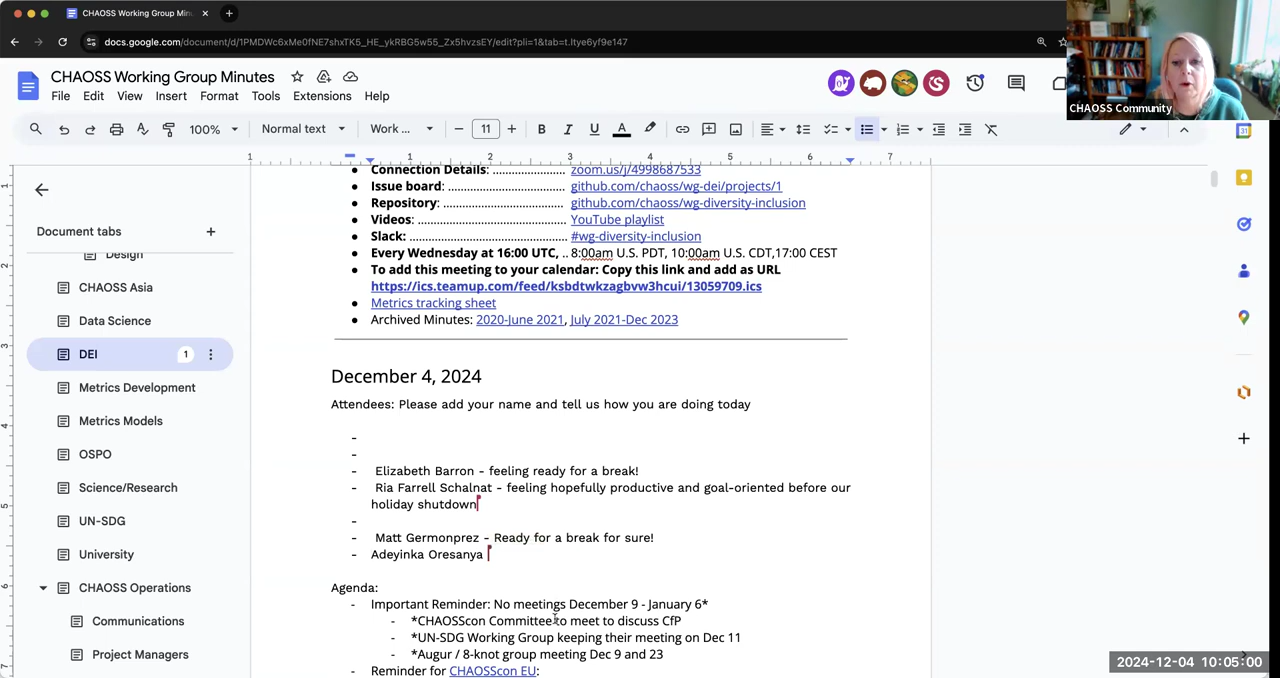 CHAOSS Working Group Minu
docs.google.com/document/d/1PMDWc6xMe0fNE7shxTK5_HE_ykRBG5w55_Zx5hvzsEY/edit?pli=1&tab=t.ltye6yf9e147
CHAOSS Community
CHAOSS Working Group Minutes
File Edit View Insert Format Tools Extensions Help
100% Normal text Work ... 11
1 1 2 3 4 5 6 7
Document tabs
Design
CHAOSS Asia
Data Science
DEI 1
Metrics Development
Metrics Models
OSPO
Science/Research
UN-SDG
University
CHAOSS Operations
Communications
Project Managers
Connection Details: ...................... zoom.us/j/4998687533
Issue board: ............................ github.com/chaoss/wg-dei/projects/1
Repository: ............................. github.com/chaoss/wg-diversity-inclusion
Videos: ................................... YouTube playlist
Slack: ...................................... #wg-diversity-inclusion
Every Wednesday at 16:00 UTC, .. 8:00am U.S. PDT, 10:00am U.S. CDT,17:00 CEST
To add this meeting to your calendar: Copy this link and add as URL
https://ics.teamup.com/feed/ksbdtwkzagbvw3hcui/13059709.ics
Metrics tracking sheet
Archived Minutes: 2020-June 2021, July 2021-Dec 2023
December 4, 2024
Attendees: Please add your name and tell us how you are doing today
-
-
- Elizabeth Barron - feeling ready for a break!
- Ria Farrell Schalnat - feeling hopefully productive and goal-oriented before our
holiday shutdown
-
- Matt Germonprez - Ready for a break for sure!
- Adeyinka Oresanya
Agenda:
- Important Reminder: No meetings December 9 - January 6*
- *CHAOSScon Committee to meet to discuss CfP
- *UN-SDG Working Group keeping their meeting on Dec 11
- *Augur / 8-knot group meeting Dec 9 and 23
- Reminder for CHAOSScon EU:
2024-12-04 10:05:00